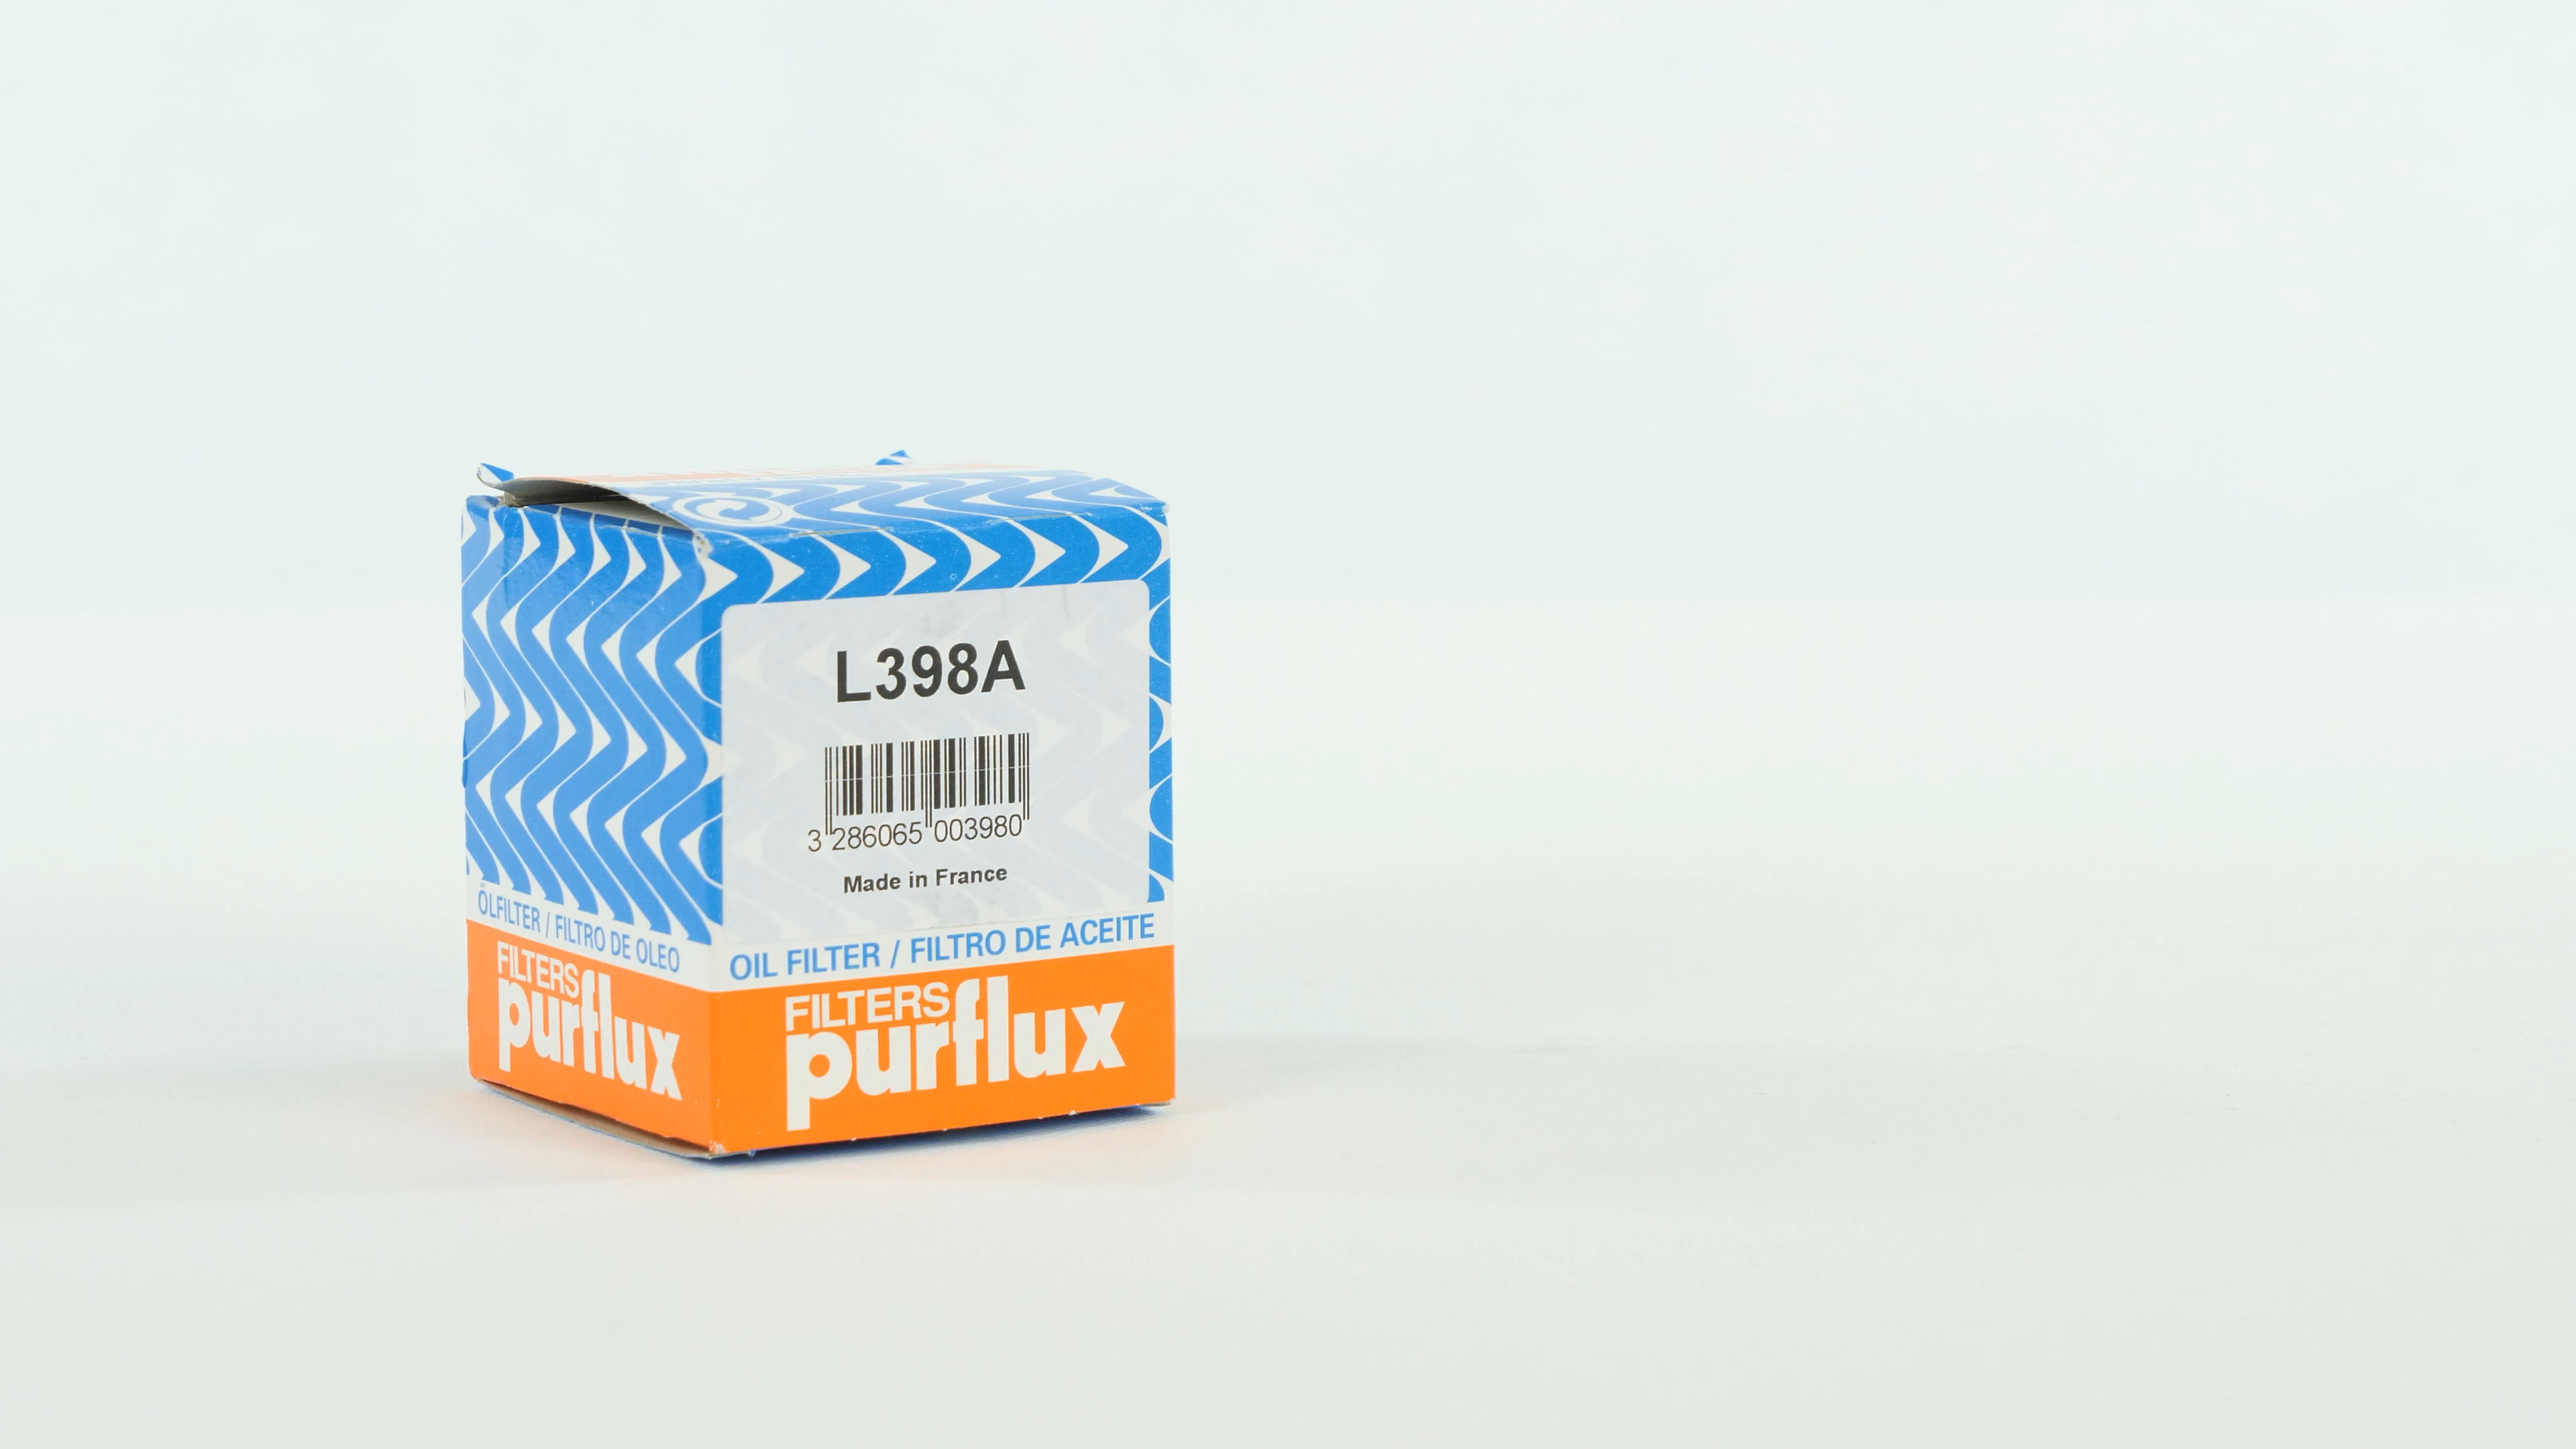 L398A
3 286065 003980
Made in France
ÖLFILTER / FILTRO DE OLEO
OIL FILTER / FILTRO DE ACEITE
FILTERS
purflux
FILTERS
purflux